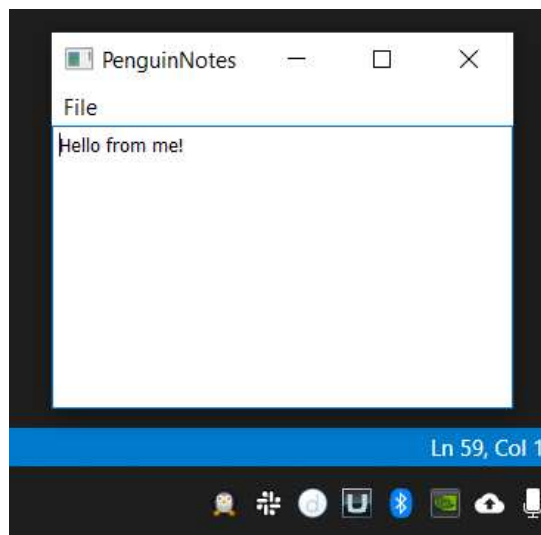 PenguinNotes
File
Hello from me!
Ln 59, Col 1
d
U